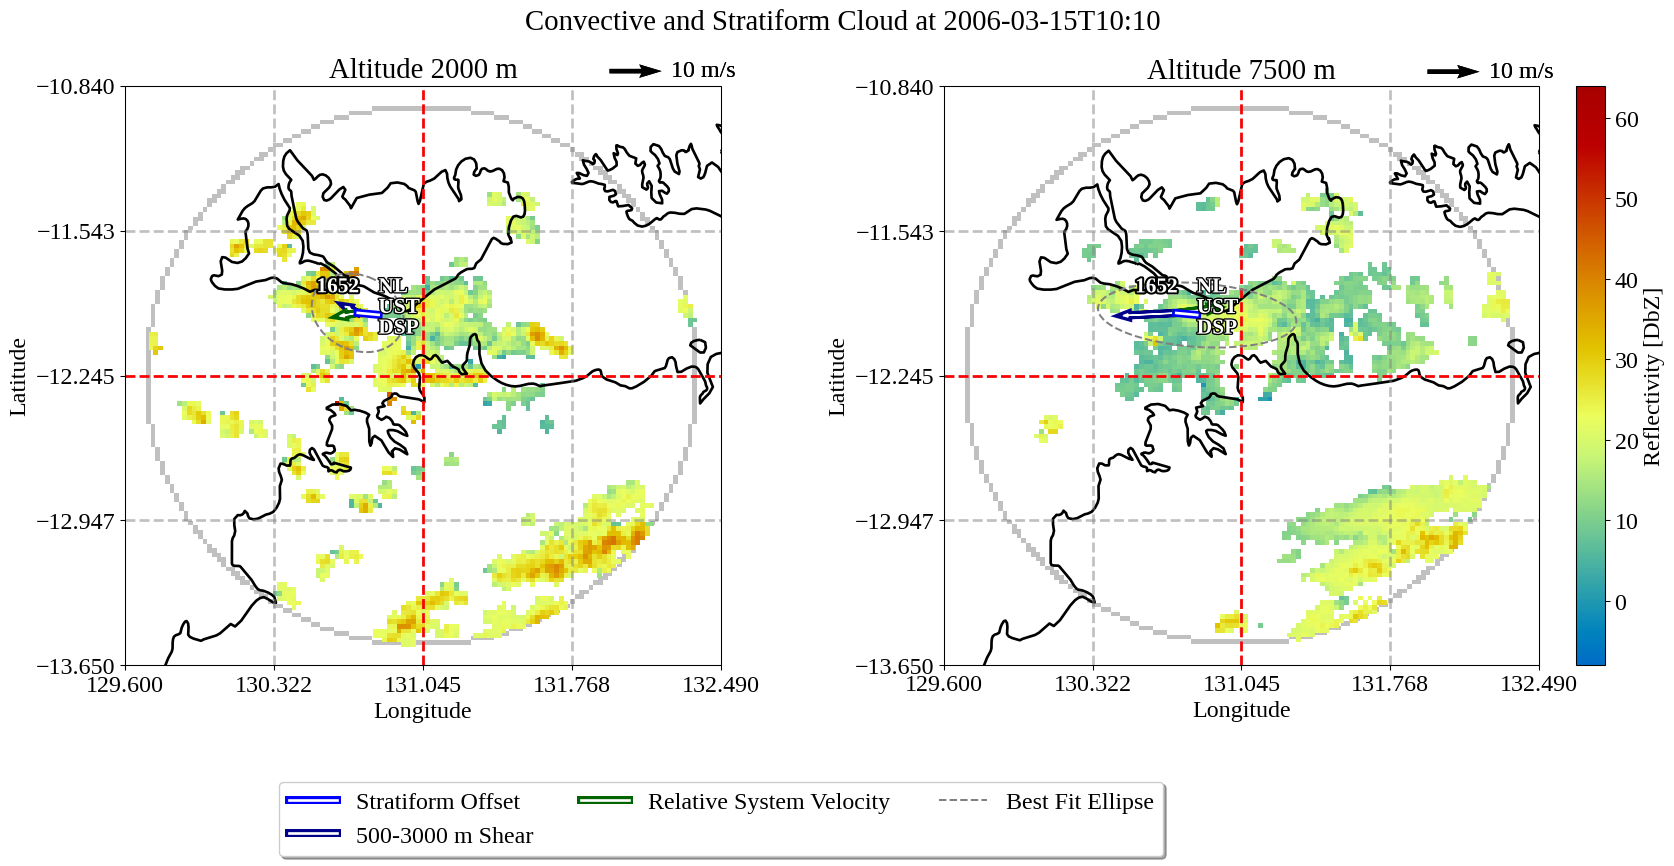 Convective and Stratiform Cloud at 2006-03-15T10:10
Altitude 2000 m
10 m/s
Altitude 7500 m
10 m/s
−10.840
−11.543
−12.245
−12.947
−13.650
Latitude
129.600
130.322
131.045
131.768
132.490
Longitude
1652
NL
UST
DSP
−10.840
−11.543
−12.245
−12.947
−13.650
Latitude
129.600
130.322
131.045
131.768
132.490
Longitude
1652
NL
UST
DSP
60
50
40
30
20
10
0
Reflectivity [DbZ]
Stratiform Offset
500-3000 m Shear
Relative System Velocity
Best Fit Ellipse